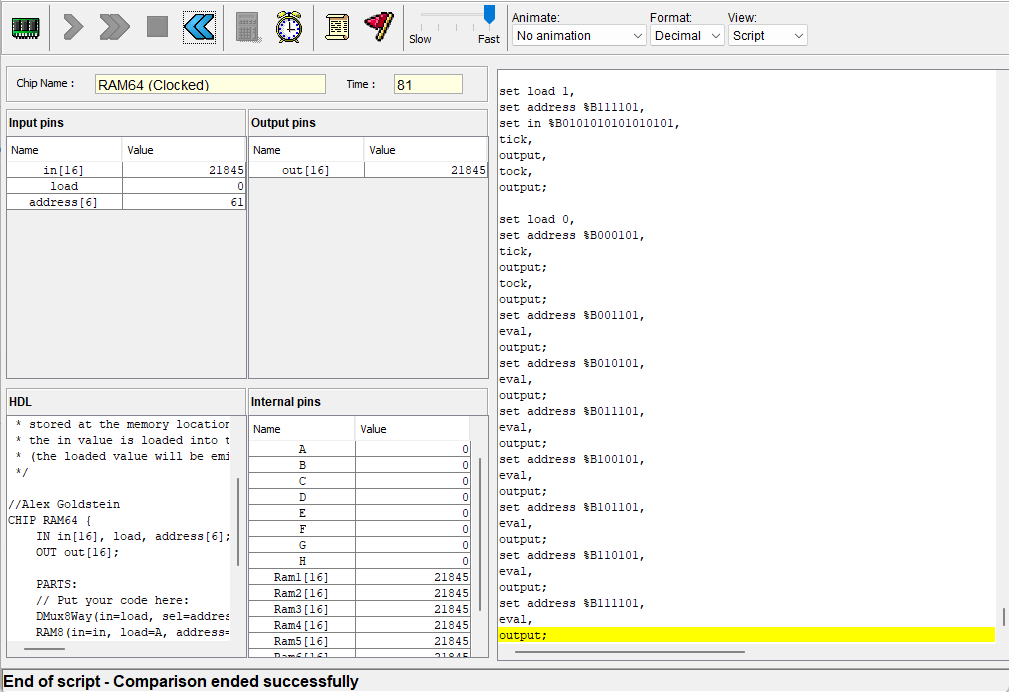 Slow
Fast
Animate:
No animation
Format:
Decimal
View:
Script
Chip Name :
RAM64 (Clocked)
Time :
81
Input pins
Name Value
in[16] 21845
load 0
address[6] 61
Output pins
Name Value
out[16] 21845
HDL
* stored at the memory location
* the in value is loaded into t
* (the loaded value will be emi
*/
//Alex Goldstein
CHIP RAM64 {
IN in[16], load, address[6];
OUT out[16];
PARTS:
// Put your code here:
DMux8Way(in=load, sel=addres
RAM8(in=in, load=A, address=
Internal pins
Name Value
A 0
B 0
C 0
D 0
E 0
F 0
G 0
H 0
Ram1[16] 21845
Ram2[16] 21845
Ram3[16] 21845
Ram4[16] 21845
Ram5[16] 21845
Ram6[16] 21845
set load 1,
set address %B111101,
set in %B0101010101010101,
tick,
output,
tock,
output;
set load 0,
set address %B000101,
tick,
output;
tock,
output;
set address %B001101,
eval,
output;
set address %B010101,
eval,
output;
set address %B011101,
eval,
output;
set address %B100101,
eval,
output;
set address %B101101,
eval,
output;
set address %B110101,
eval,
output;
set address %B111101,
eval,
output;
End of script - Comparison ended successfully